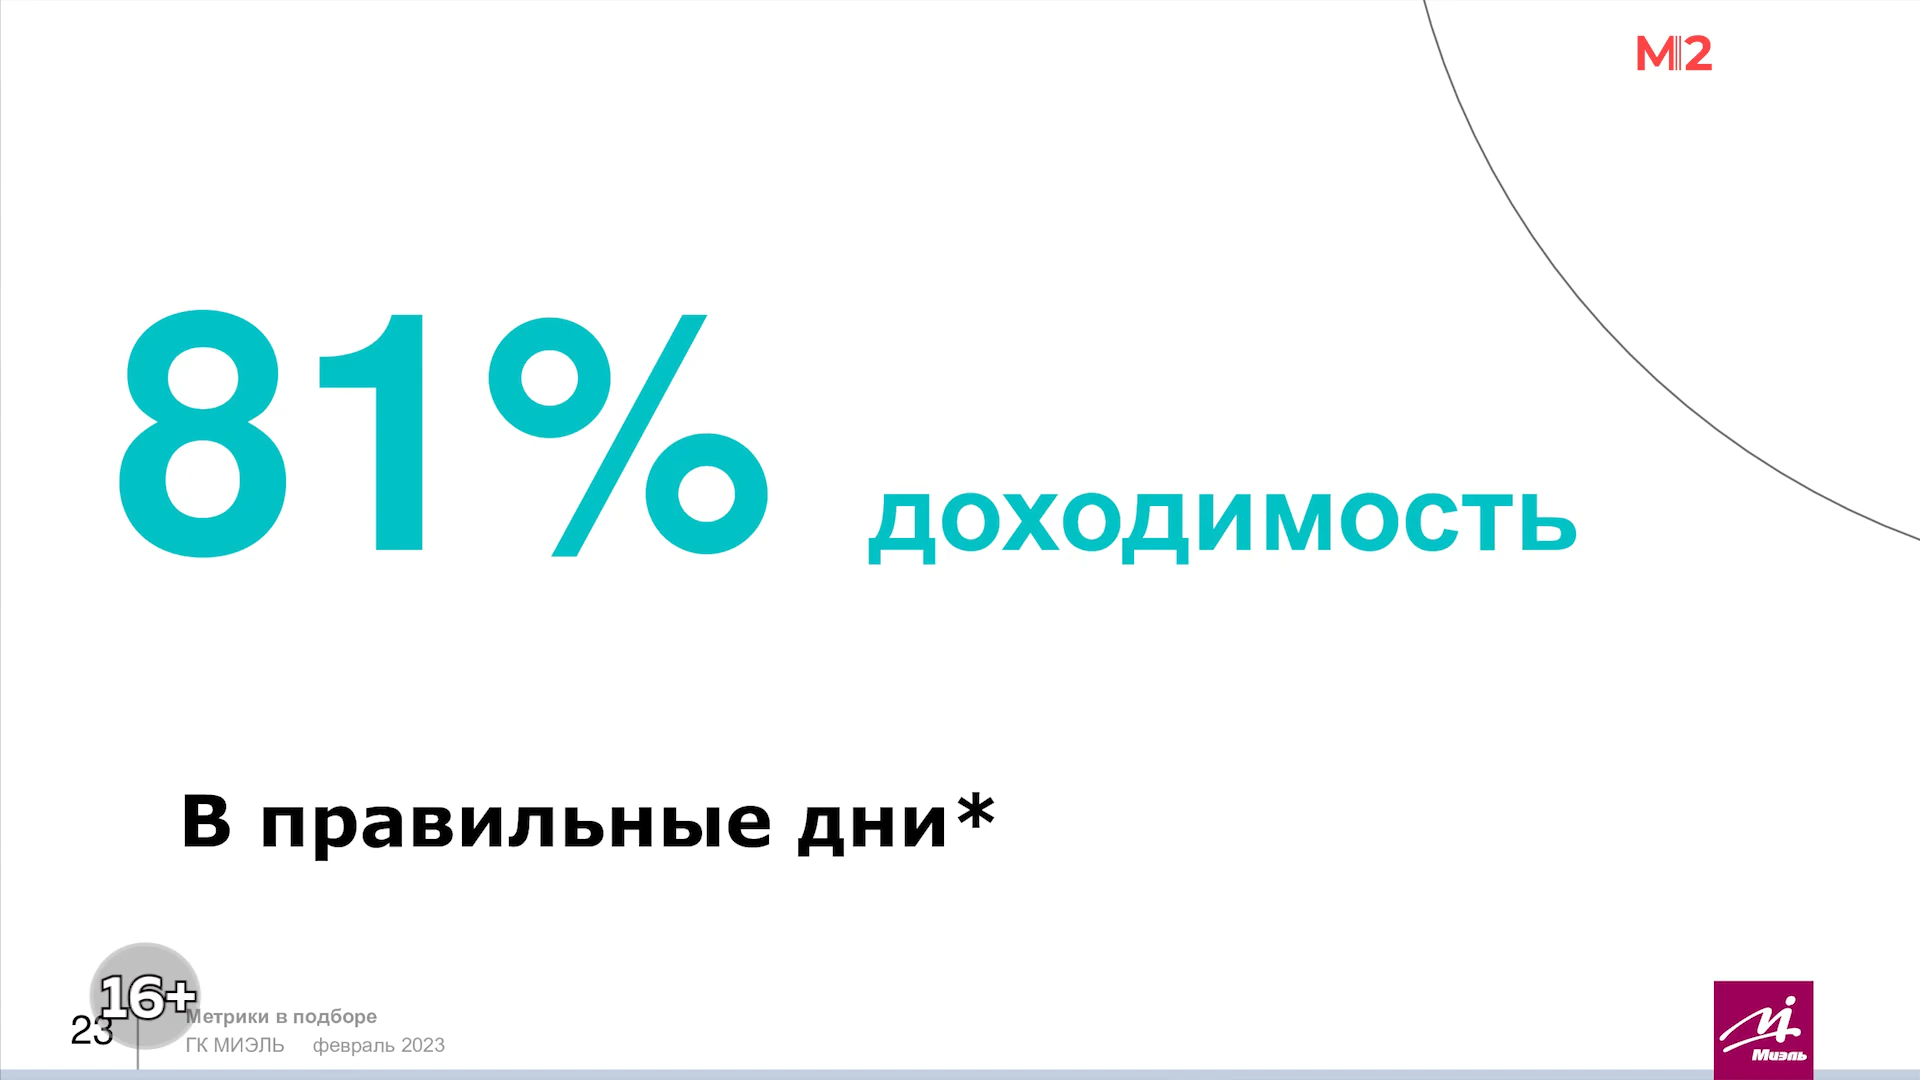 М2
81% доходимость
В правильные дни*
16+
Метрики в подборе
23
ГК МИЭЛЬ февраль 2023
Миэль